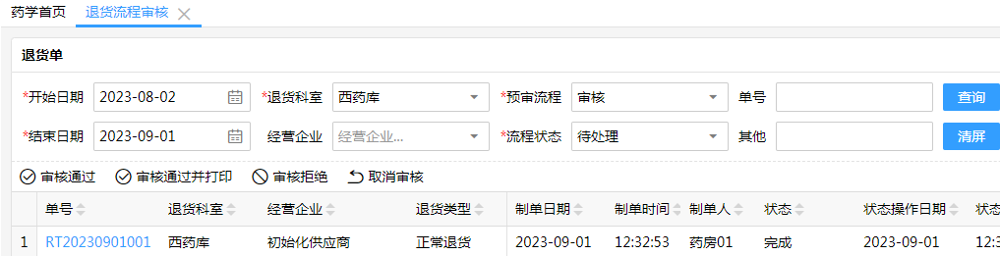 药学首页 退货流程审核
退货单
*开始日期 2023-08-02 *退货科室 西药库 *预审流程 审核 单号 查询
*结束日期 2023-09-01 经营企业 经营企业... *流程状态 待处理 其他 清屏
审核通过 审核通过并打印 审核拒绝 取消审核
单号 退货科室 经营企业 退货类型 制单日期 制单时间 制单人 状态 状态操作日期 状态
1 RT20230901001 西药库 初始化供应商 正常退货 2023-09-01 12:32:53 药房01 完成 2023-09-01 12:3